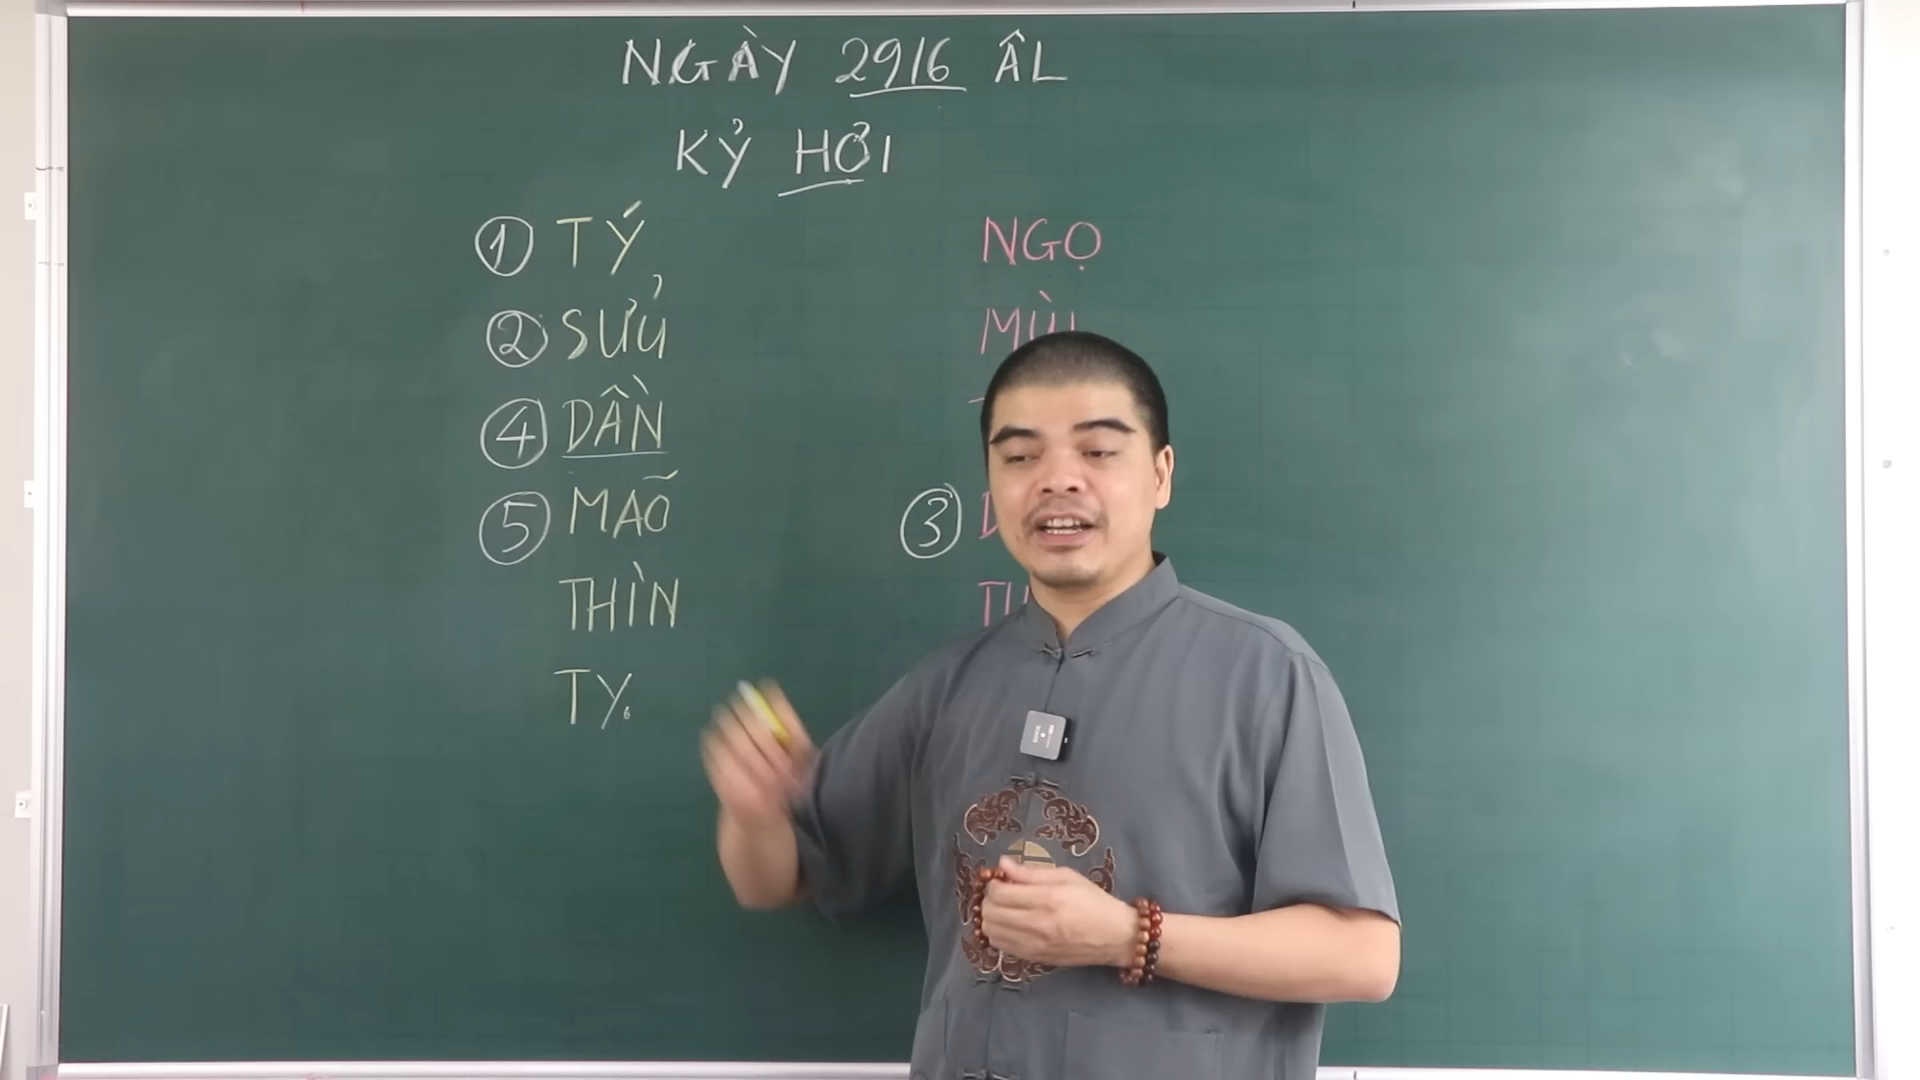 NGÀY 29/6 ÂL
KỶ HỢI
① TÝ
② SỬU
④ DẦN
⑤ MÃO
THÌN
TỴ
NGỌ
MÙI
③